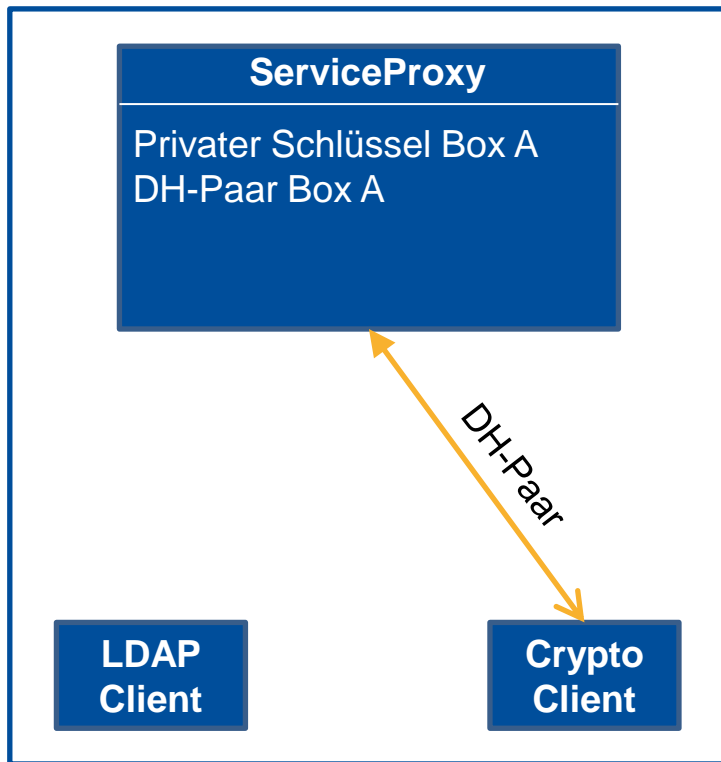 ServiceProxy
Privater Schlüssel Box A
DH-Paar Box A
DH-Paar
LDAP
Client
Crypto
Client